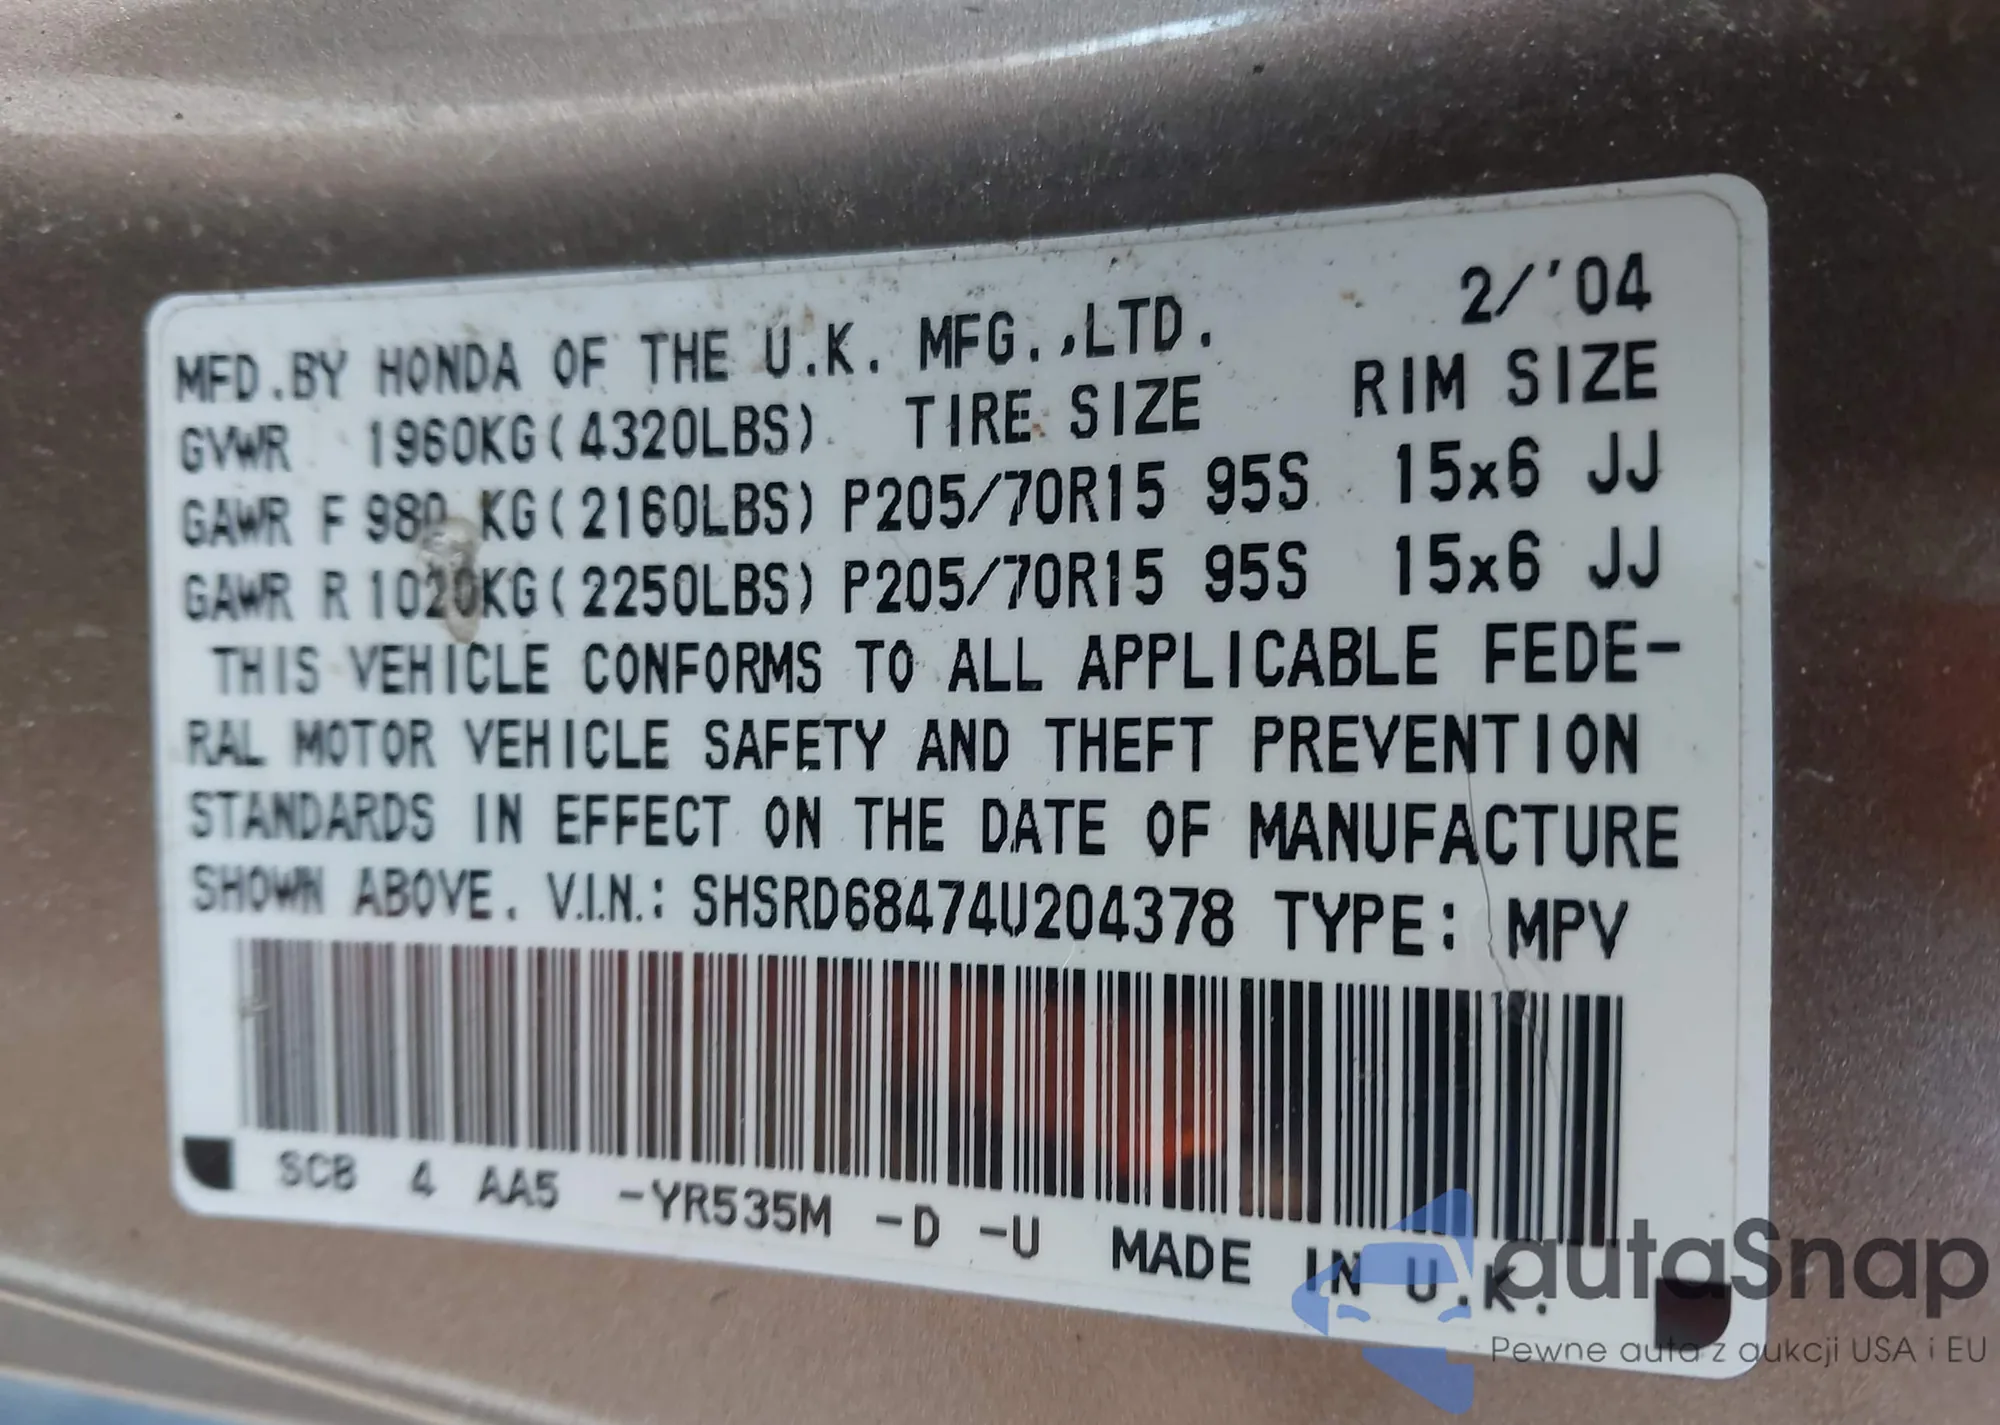 2/'04
MFD.BY HONDA OF THE U.K. MFG.,LTD.
GVWR 1960KG(4320LBS) TIRE SIZE RIM SIZE
GAWR F 980 KG(2160LBS) P205/70R15 95S 15x6 JJ
GAWR R 1020KG(2250LBS) P205/70R15 95S 15x6 JJ
THIS VEHICLE CONFORMS TO ALL APPLICABLE FEDE-
RAL MOTOR VEHICLE SAFETY AND THEFT PREVENTION
STANDARDS IN EFFECT ON THE DATE OF MANUFACTURE
SHOWN ABOVE. V.I.N.: SHSRD68474U204378 TYPE: MPV
SCB 4 AA5 -YR535M -D -U MADE IN U.K.
autaSnap
Pewne auta z aukcji USA i EU